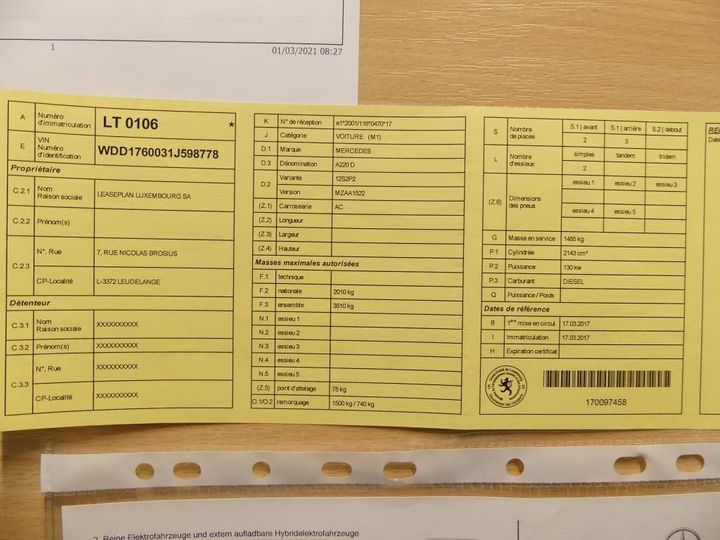 1
01/03/2021 08:27
A Numéro d'immatriculation LT 0106 *
E VIN Numéro d'identification WDD1760031J598778
Propriétaire
C.2.1 Nom Raison sociale LEASEPLAN LUXEMBOURG SA
C.2.2 Prénom(s)
C.2.3 N°, Rue 7, RUE NICOLAS BROSIUS
CP-Localité L-3372 LEUDELANGE
Détenteur
C.3.1 Nom Raison sociale XXXXXXXXXX
C.3.2 Prénom(s) XXXXXXXXXX
C.3.3 N°, Rue XXXXXXXXXX
CP-Localité XXXXXXXXXX
K N° de réception e1*2001/116*0470*17
J Catégorie VOITURE (M1)
D.1 Marque MERCEDES
D.3 Dénomination A 220 D
D.2 Variante 12S2P2
Version MZAA1522
(Z.1) Carrosserie AC
(Z.2) Longueur
(Z.3) Largeur
(Z.4) Hauteur
Masses maximales autorisées
F.1 technique
F.2 nationale 2010 kg
F.3 ensemble 3510 kg
N.1 essieu 1
N.2 essieu 2
N.3 essieu 3
N.4 essieu 4
N.5 essieu 5
(Z.5) point d'attelage 75 kg
O.1/O.2 remorquage 1500 kg / 740 kg
S Nombre de places S.1 | avant S.1 | arrière S.2 | debout
2 3
L Nombre d'essieux simples tandem tridem
2
(Z.6) Dimensions des pneus essieu 1 essieu 2 essieu 3
essieu 4 essieu 5
G Masse en service 1485 kg
P.1 Cylindrée 2143 cm³
P.2 Puissance 130 kw
P.3 Carburant DIESEL
Q Puissance / Poids
Dates de référence
B 1ère mise en circul. 17.03.2017
I Immatriculation 17.03.2017
H Expiration certificat
170097458
Date
2. Reine Elektrofahrzeuge und extern aufladbare Hybridelektrofahrzeuge